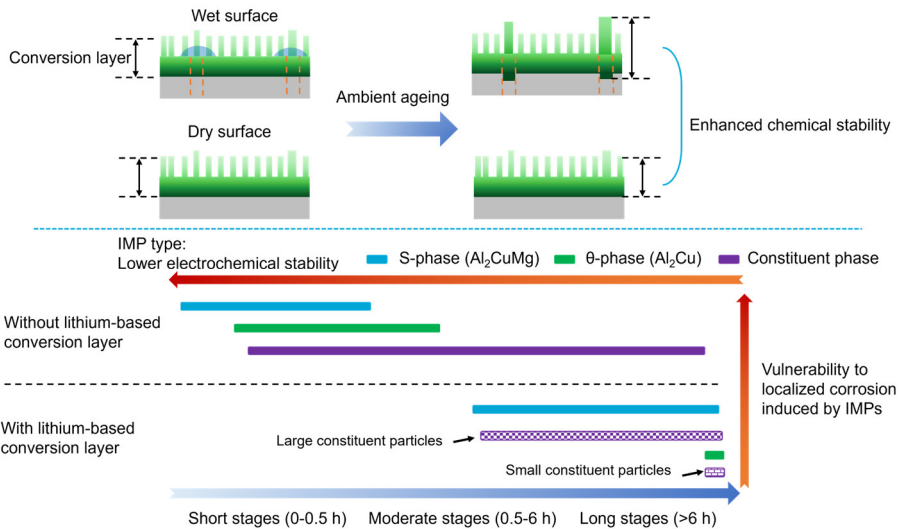 Wet surface
Conversion layer
Ambient ageing
Dry surface
Enhanced chemical stability
IMP type:
Lower electrochemical stability
S-phase (Al₂CuMg)
θ-phase (Al₂Cu)
Constituent phase
Without lithium-based
conversion layer
Vulnerability to
localized corrosion
induced by IMPs
With lithium-based
conversion layer
Large constituent particles
Small constituent particles
Short stages (0-0.5 h)
Moderate stages (0.5-6 h)
Long stages (>6 h)